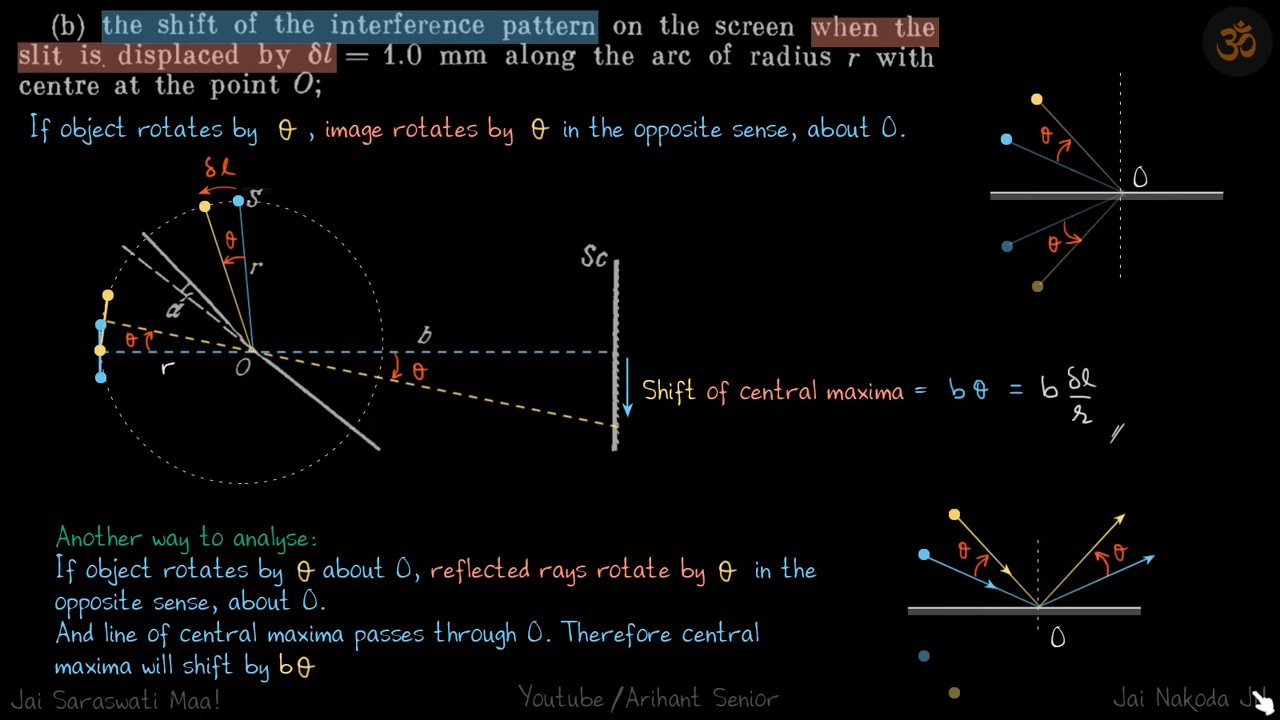 (b) the shift of the interference pattern on the screen when the
slit is displaced by δl = 1.0 mm along the arc of radius r with
centre at the point O;
ॐ
If object rotates by θ , image rotates by θ in the opposite sense, about O.
θ
O
θ
δl
S
θ
r
α
θ
r
O
b
θ
Sc
Shift of central maxima = bθ = b δl/r
Another way to analyse:
If object rotates by θ about O, reflected rays rotate by θ in the
opposite sense, about O.
And line of central maxima passes through O. Therefore central
maxima will shift by bθ
θ
θ
O
Jai Saraswati Maa!
Youtube/Arihant Senior
Jai Nakoda